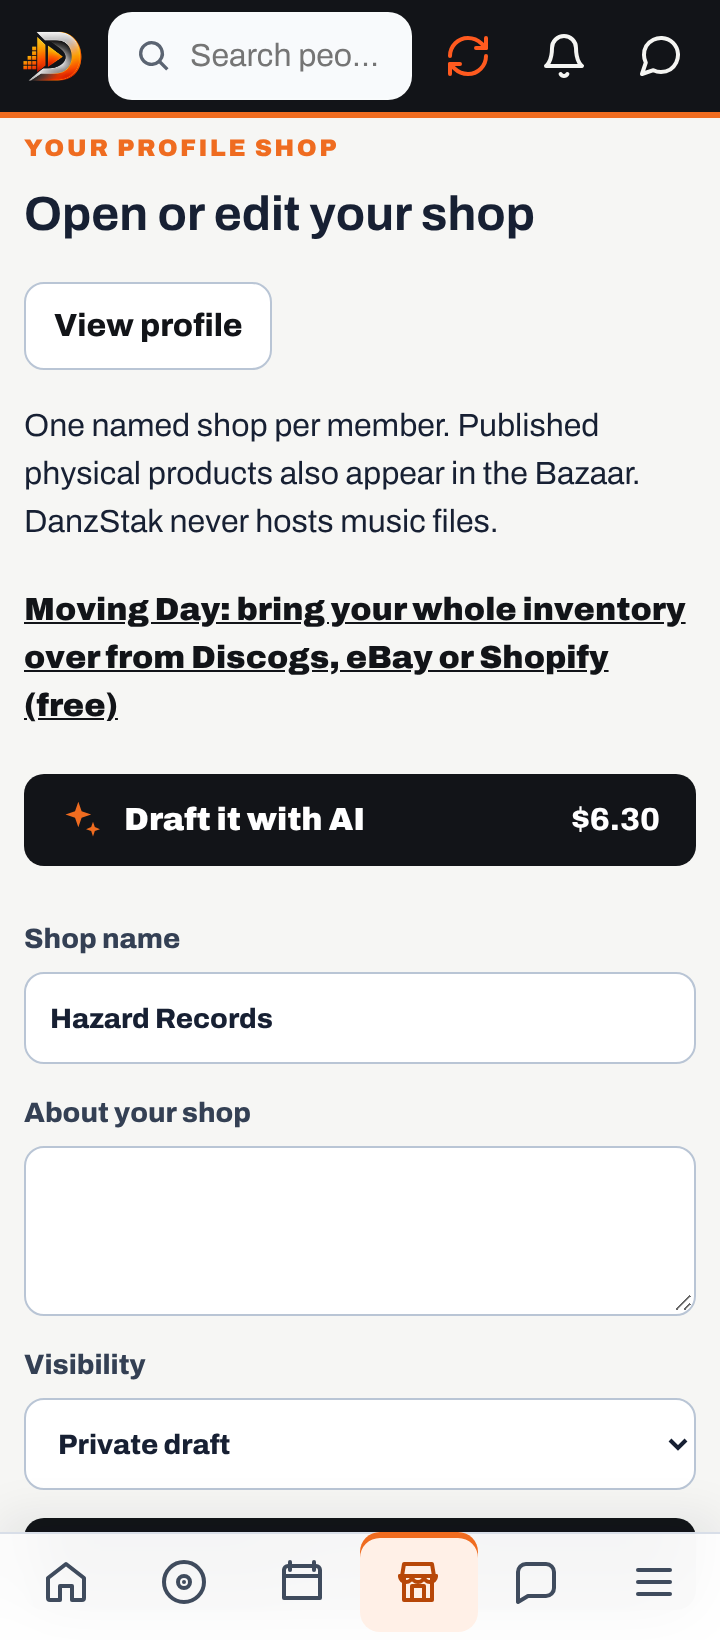 Search peo...
YOUR PROFILE SHOP
Open or edit your shop
View profile
One named shop per member. Published
physical products also appear in the Bazaar.
DanzStak never hosts music files.
Moving Day: bring your whole inventory
over from Discogs, eBay or Shopify
(free)
Draft it with AI $6.30
Shop name
Hazard Records
About your shop
Visibility
Private draft